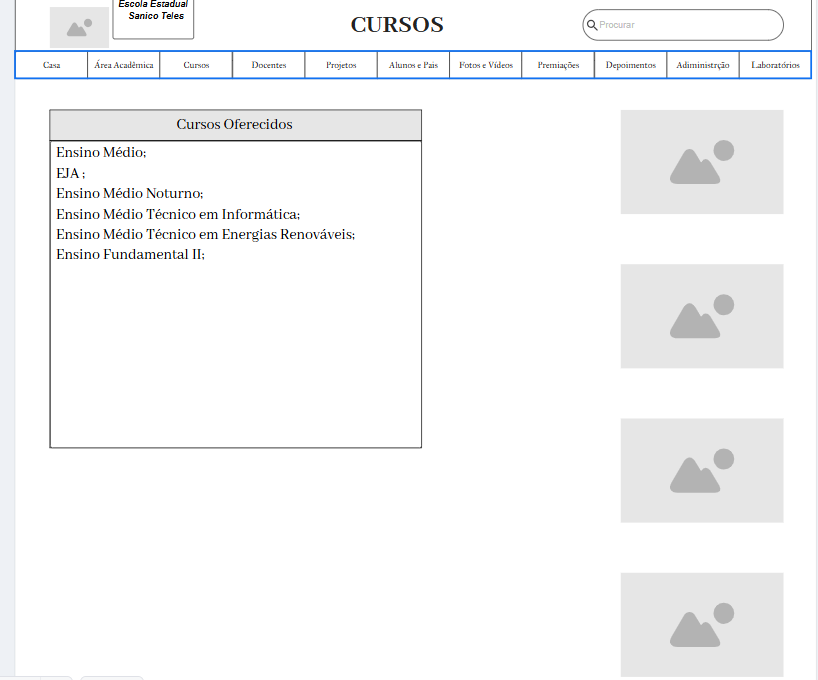 Escola Estadual
Sanico Teles
CURSOS
Procurar
Casa
Área Acadêmica
Cursos
Docentes
Projetos
Alunos e Pais
Fotos e Vídeos
Premiações
Depoimentos
Adiministrção
Laboratórios
Cursos Oferecidos
Ensino Médio;
EJA ;
Ensino Médio Noturno;
Ensino Médio Técnico em Informática;
Ensino Médio Técnico em Energias Renováveis;
Ensino Fundamental II;